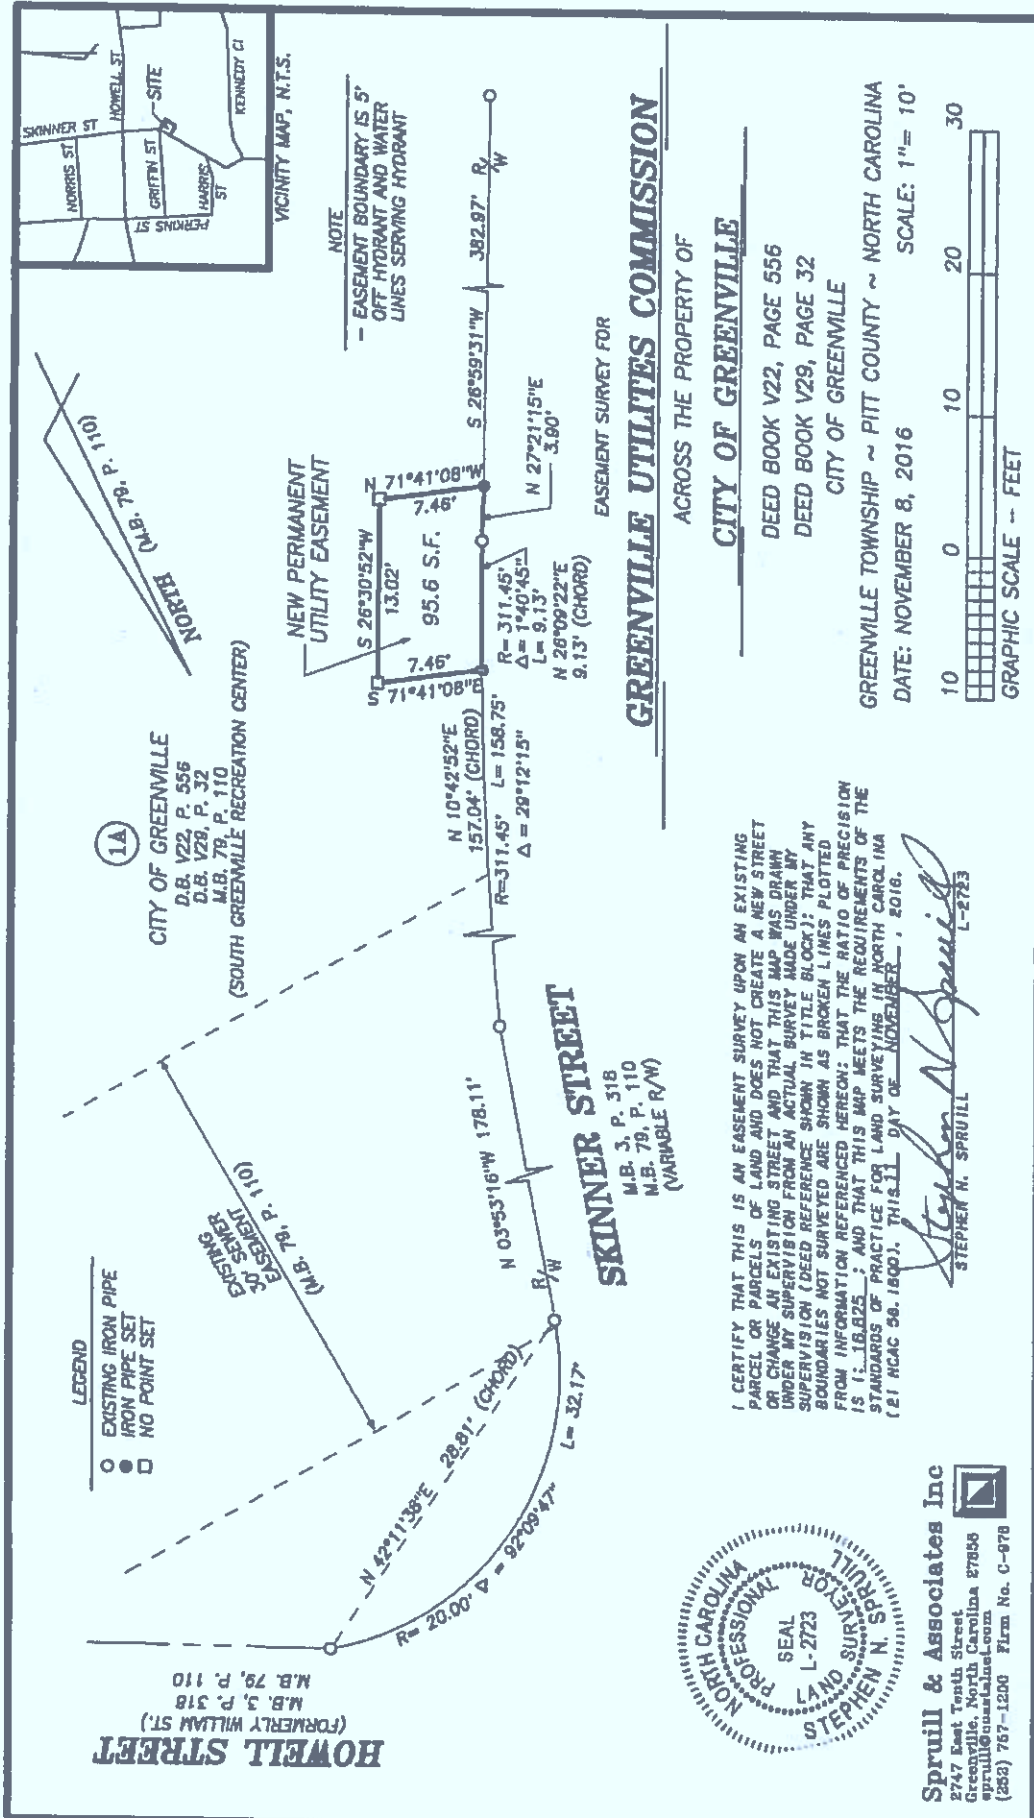 HOWELL STREET
(FORMERLY WILLIAM ST.)
M.B. 3, P. 318
M.B. 79, P. 110
LEGEND
EXISTING IRON PIPE
IRON PIPE SET
NO POINT SET
N 42°11'38"E 28.81' (CHORD)
R= 20.00' Δ = 92°09'47"
L= 32.17'
EXISTING
30' SEWER
EASEMENT
(M.B. 79, P. 110)
R/W
N 03°53'16"W 178.11'
SKINNER STREET
M.B. 3, P. 318
M.B. 79, P. 110
(VARIABLE R/W)
1A
CITY OF GREENVILLE
D.B. V22, P. 556
D.B. V29, P. 32
M.B. 79, P. 110
(SOUTH GREENVILLE RECREATION CENTER)
NORTH
(M.B. 79, P. 110)
N 10°42'52"E
157.04' (CHORD)
R=311.45' L= 158.75'
Δ = 29°12'15"
NEW PERMANENT
UTILITY EASEMENT
S 26°30'52"W
13.02'
95.6 S.F.
7.46'
S 71°41'08"E
N 71°41'08"W
7.46'
R= 311.45'
Δ= 1°40'45"
L= 9.13'
N 26°09'22"E
9.13' (CHORD)
N 27°21'15"E
3.90'
S 26°59'31"W 382.97' R/W
NOTE
- EASEMENT BOUNDARY IS 5'
OFF HYDRANT AND WATER
LINES SERVING HYDRANT
SKINNER ST
NORRIS ST
HOWELL ST
GRIFFIN ST
SITE
HARRIS
ST
PERKINS ST
KENNEDY CI
VICINITY MAP, N.T.S.
EASEMENT SURVEY FOR
GREENVILLE UTILITES COMMISSION
ACROSS THE PROPERTY OF
CITY OF GREENVILLE
DEED BOOK V22, PAGE 556
DEED BOOK V29, PAGE 32
CITY OF GREENVILLE
GREENVILLE TOWNSHIP ~ PITT COUNTY ~ NORTH CAROLINA
DATE: NOVEMBER 8, 2016 SCALE: 1"= 10'
10 0 10 20 30
GRAPHIC SCALE -- FEET
I CERTIFY THAT THIS IS AN EASEMENT SURVEY UPON AN EXISTING
PARCEL OR PARCELS OF LAND AND DOES NOT CREATE A NEW STREET
OR CHANGE AN EXISTING STREET AND THAT THIS MAP WAS DRAWN
UNDER MY SUPERVISION FROM AN ACTUAL SURVEY MADE UNDER MY
SUPERVISION (DEED REFERENCE SHOWN IN TITLE BLOCK); THAT ANY
BOUNDARIES NOT SURVEYED ARE SHOWN AS BROKEN LINES PLOTTED
FROM INFORMATION REFERENCED HEREON; THAT THE RATIO OF PRECISION
IS 1: 16,825 ; AND THAT THIS MAP MEETS THE REQUIREMENTS OF THE
STANDARDS OF PRACTICE FOR LAND SURVEYING IN NORTH CAROLINA
(21 NCAC 56.1600). THIS 11 DAY OF NOVEMBER , 2016.
Stephen N Spruill
STEPHEN N. SPRUILL L-2723
NORTH CAROLINA
PROFESSIONAL
SEAL
L-2723
LAND SURVEYOR
STEPHEN N. SPRUILL
Spruill & Associates Inc
2747 East Tenth Street
Greenville, North Carolina 27858
(252) 757-1200 Firm No. C-978